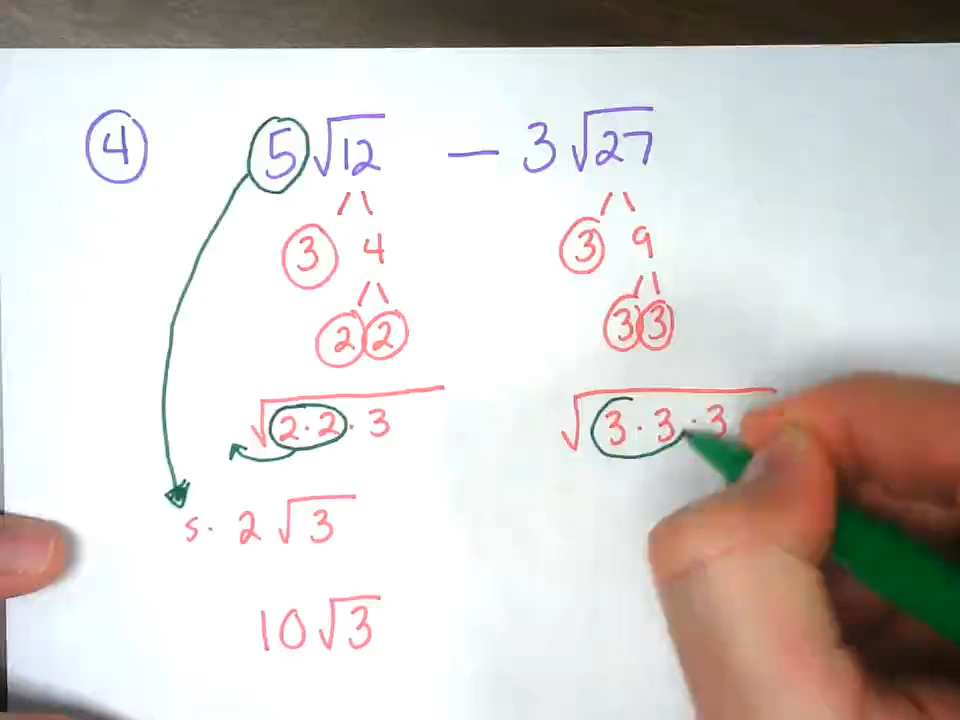 4 5√12 — 3√27
3 4 3 9
2 2 3 3
√2·2·3 √3·3·3
5· 2√3
10√3